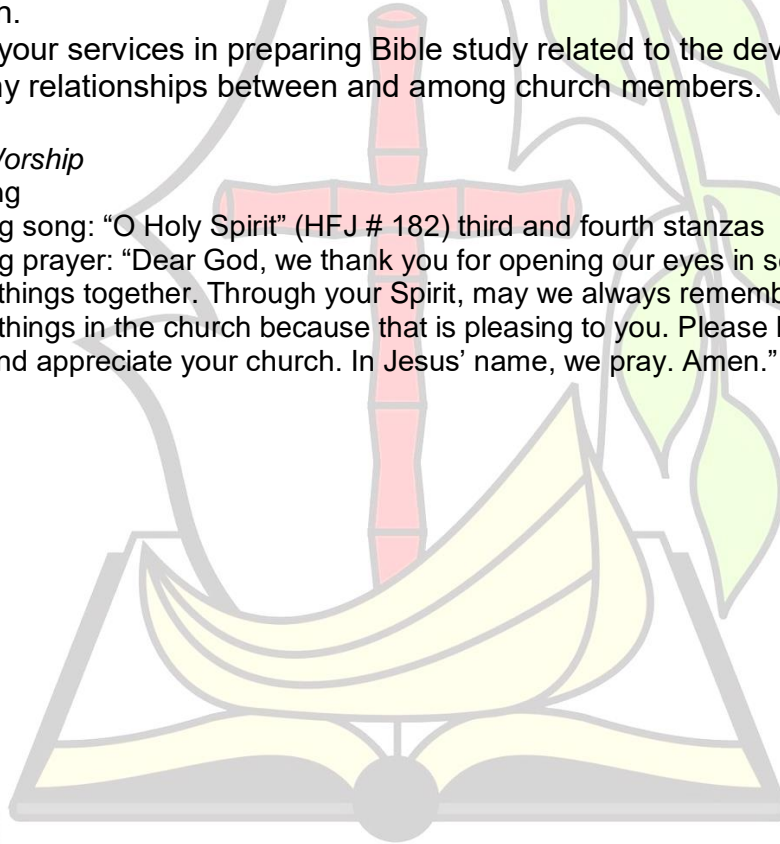 n.
your services in preparing Bible study related to the dev
ny relationships between and among church members.
Worship
ng
g song: “O Holy Spirit” (HFJ # 182) third and fourth stanzas
g prayer: “Dear God, we thank you for opening our eyes in s
things together. Through your Spirit, may we always rememb
things in the church because that is pleasing to you. Please
nd appreciate your church. In Jesus’ name, we pray. Amen.”